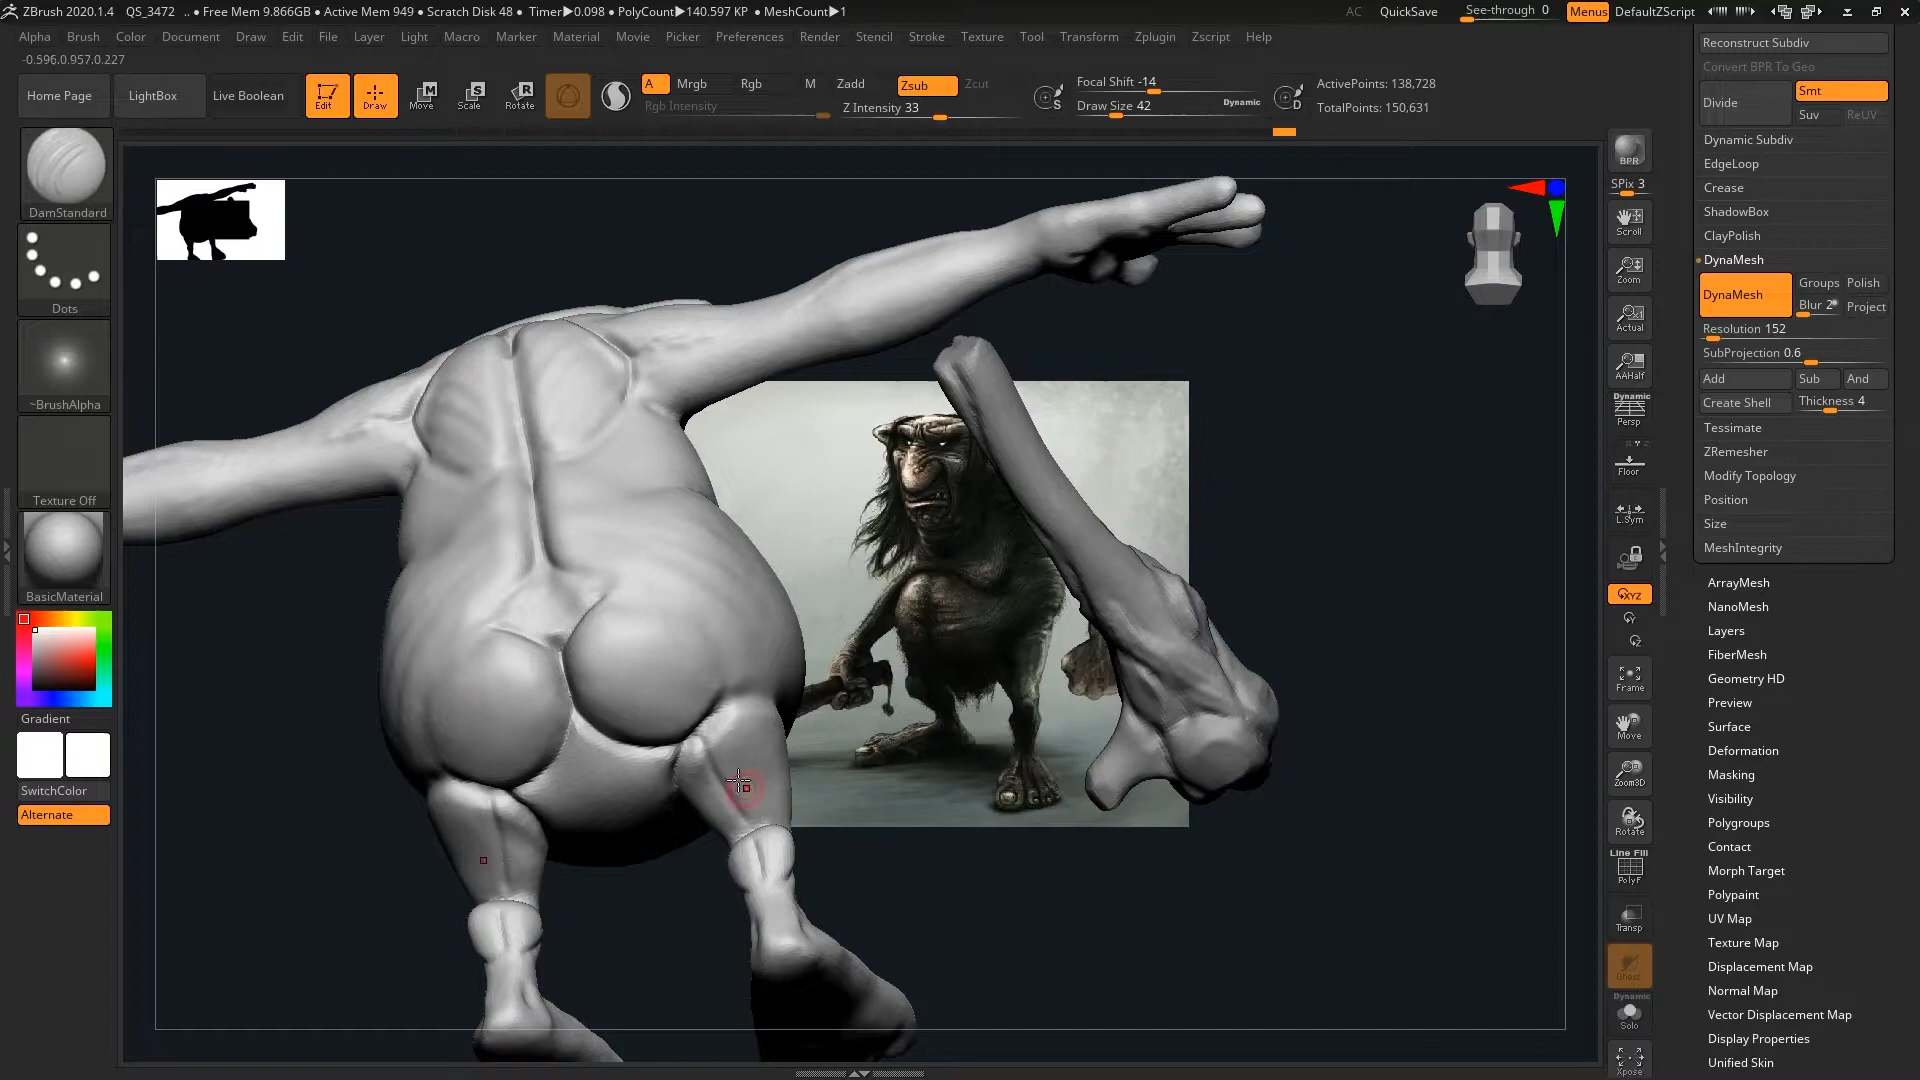 ZBrush 2020.1.4 QS_3472 .. • Free Mem 9.866GB • Active Mem 949 • Scratch Disk 48 • Timer▶0.098 • PolyCount▶140.597 KP • MeshCount▶1 AC QuickSave See-through 0 Menus DefaultZScript
Alpha Brush Color Document Draw Edit File Layer Light Macro Marker Material Movie Picker Preferences Render Stencil Stroke Texture Tool Transform Zplugin Zscript Help
-0.596,0.957,0.227
Home Page LightBox Live Boolean Edit Draw Move Scale Rotate
A Mrgb Rgb M Zadd Zsub Zcut
Rgb Intensity Z Intensity 33
Focal Shift -14
Draw Size 42 Dynamic
S D
ActivePoints: 138,728
TotalPoints: 150,631
DamStandard
Dots
~BrushAlpha
Texture Off
BasicMaterial
Gradient
SwitchColor
Alternate
BPR
SPix 3
Scroll
Zoom
Actual
AAHalf
Dynamic
Persp
Floor
L.Sym
XYZ
Y
Z
Frame
Move
Zoom3D
Rotate
Line Fill
PolyF
Transp
Ghost
Dynamic
Solo
Xpose
Reconstruct Subdiv
Convert BPR To Geo
Divide Smt
Suv ReUV
Dynamic Subdiv
EdgeLoop
Crease
ShadowBox
ClayPolish
DynaMesh
DynaMesh Groups Polish
Blur 2 Project
Resolution 152
SubProjection 0.6
Add Sub And
Create Shell Thickness 4
Tessimate
ZRemesher
Modify Topology
Position
Size
MeshIntegrity
ArrayMesh
NanoMesh
Layers
FiberMesh
Geometry HD
Preview
Surface
Deformation
Masking
Visibility
Polygroups
Contact
Morph Target
Polypaint
UV Map
Texture Map
Displacement Map
Normal Map
Vector Displacement Map
Display Properties
Unified Skin